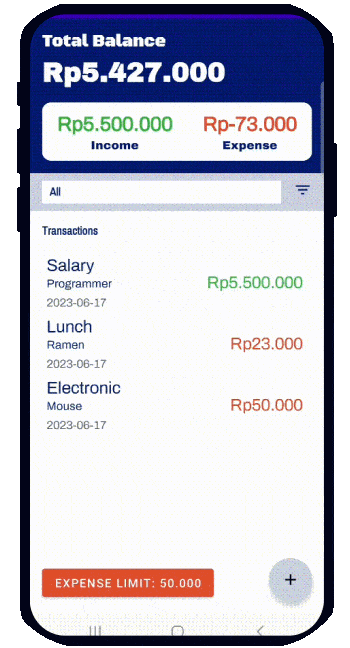 Total Balance
Rp5.427.000
Rp5.500.000 Rp-73.000
Income Expense
All
Transactions
Salary
Programmer Rp5.500.000
2023-06-17
Lunch
Ramen Rp23.000
2023-06-17
Electronic
Mouse Rp50.000
2023-06-17
EXPENSE LIMIT: 50.000
+